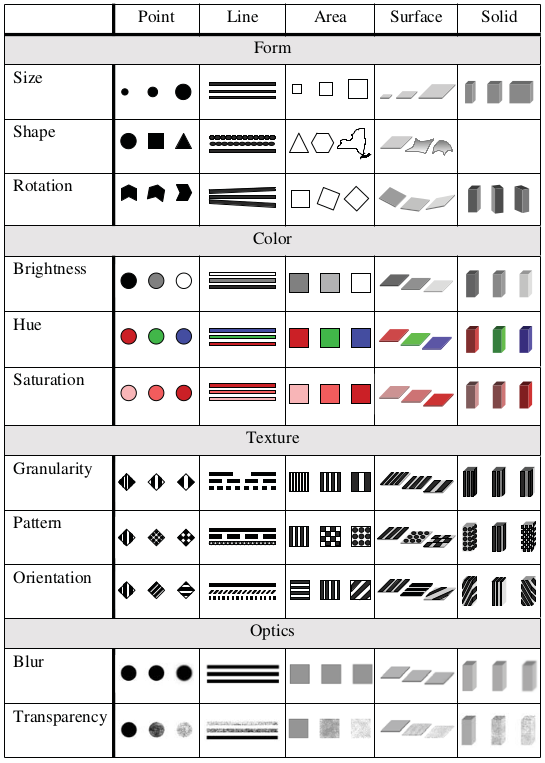 Point Line Area Surface Solid
Form
Size
Shape
Rotation
Color
Brightness
Hue
Saturation
Texture
Granularity
Pattern
Orientation
Optics
Blur
Transparency